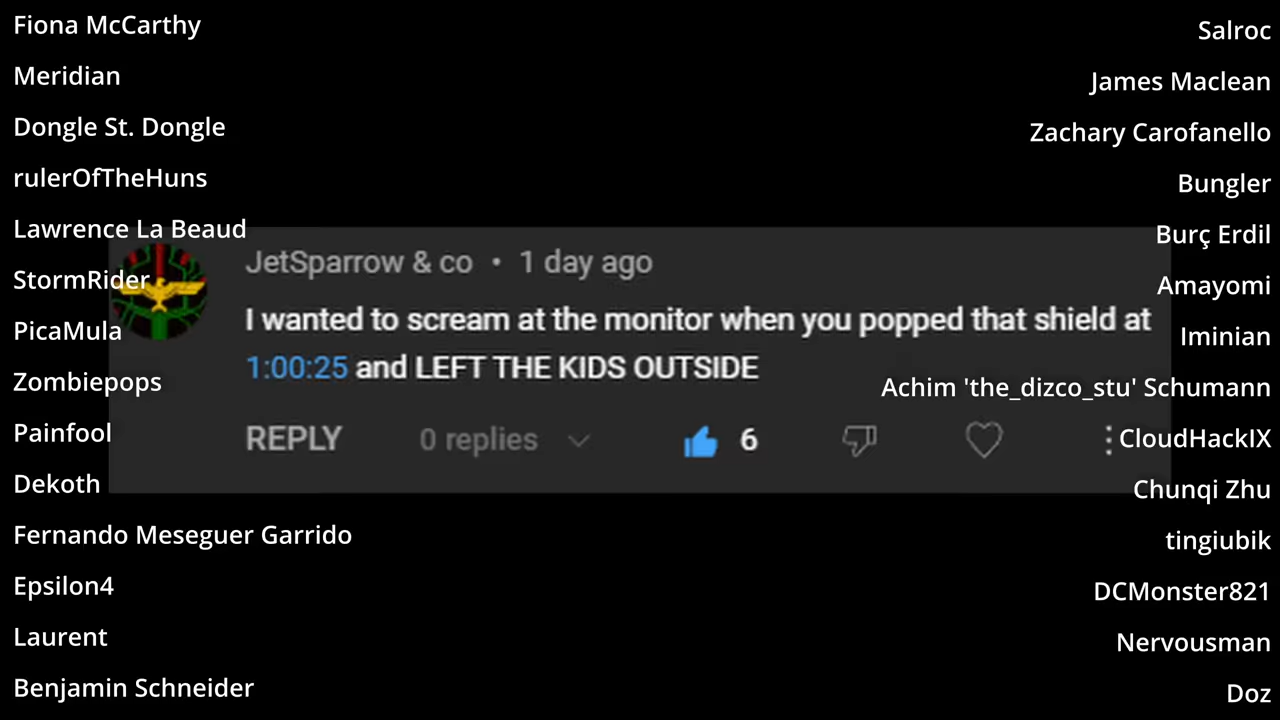 Fiona McCarthy
Meridian
Dongle St. Dongle
rulerOfTheHuns
Lawrence La Beaud
StormRider
PicaMula
Zombiepops
Painfool
Dekoth
Fernando Meseguer Garrido
Epsilon4
Laurent
Benjamin Schneider
JetSparrow & co • 1 day ago
I wanted to scream at the monitor when you popped that shield at
1:00:25 and LEFT THE KIDS OUTSIDE
REPLY 0 replies 6
Salroc
James Maclean
Zachary Carofanello
Bungler
Burç Erdil
Amayomi
Iminian
Achim 'the_dizco_stu' Schumann
CloudHackIX
Chunqi Zhu
tingiubik
DCMonster821
Nervousman
Doz